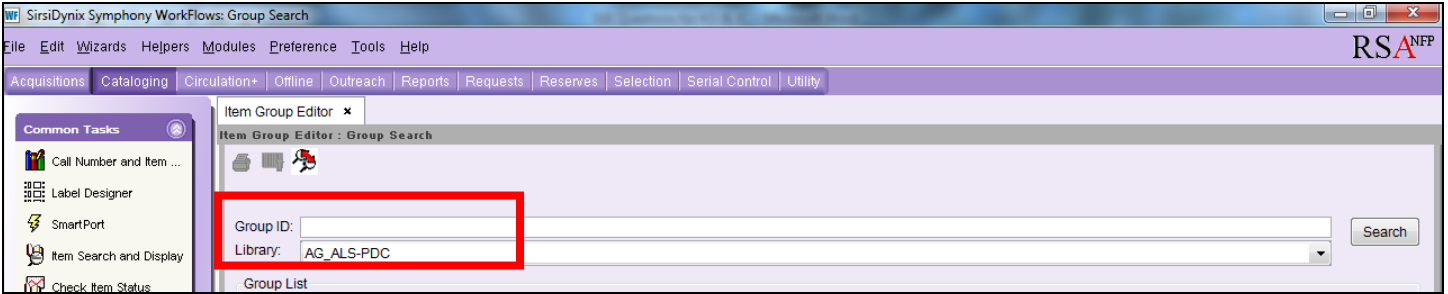 WF SirsiDynix Symphony WorkFlows: Group Search
File Edit Wizards Helpers Modules Preference Tools Help
RSANFP
Acquisitions Cataloging Circulation+ Offline Outreach Reports Requests Reserves Selection Serial Control Utility
Item Group Editor ×
Common Tasks
Item Group Editor : Group Search
Call Number and Item ...
Label Designer
SmartPort
Group ID:
Search
Item Search and Display
Library: AG_ALS-PDC
Check Item Status
Group List